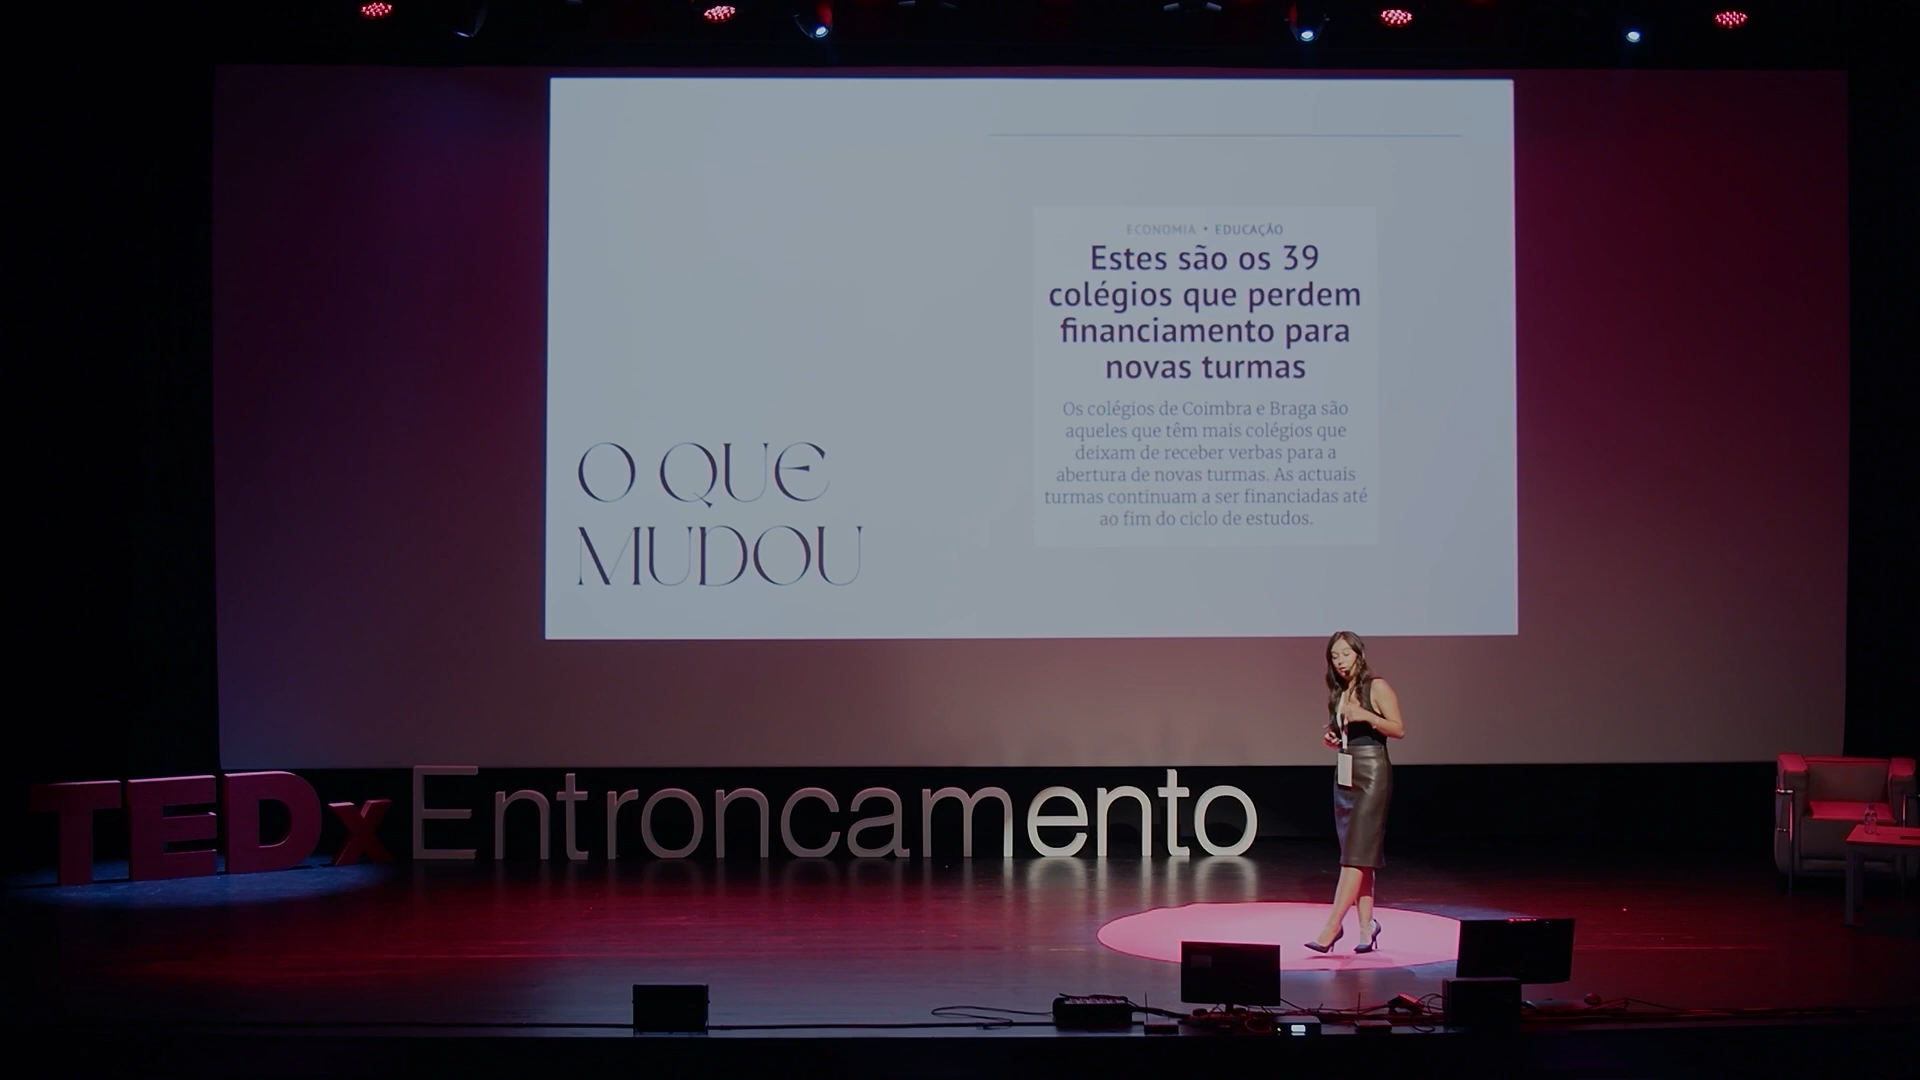 O QUE
MUDOU
ECONOMIA • EDUCAÇÃO
Estes são os 39
colégios que perdem
financiamento para
novas turmas
Os colégios de Coimbra e Braga são
aqueles que têm mais colégios que
deixam de receber verbas para a
abertura de novas turmas. As actuais
turmas continuam a ser financiadas até
ao fim do ciclo de estudos.
TEDxEntroncamento